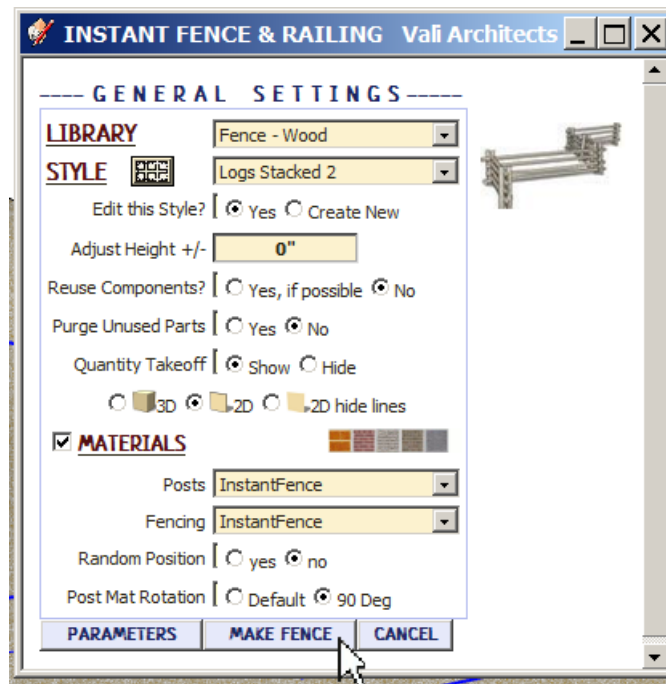 INSTANT FENCE & RAILING Vali Architects
---- GENERAL SETTINGS-----
LIBRARY Fence - Wood
STYLE Logs Stacked 2
Edit this Style? Yes Create New
Adjust Height +/- 0"
Reuse Components? Yes, if possible No
Purge Unused Parts Yes No
Quantity Takeoff Show Hide
3D 2D 2D hide lines
MATERIALS
Posts InstantFence
Fencing InstantFence
Random Position yes no
Post Mat Rotation Default 90 Deg
PARAMETERS MAKE FENCE CANCEL